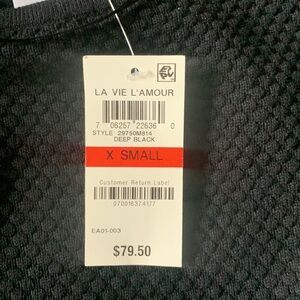 LA VIE L'AMOUR
7 06257 22636 0
STYLE 29750M814
DEEP BLACK
X SMALL
Customer Return Label
070016374177
EA01-003
$79.50